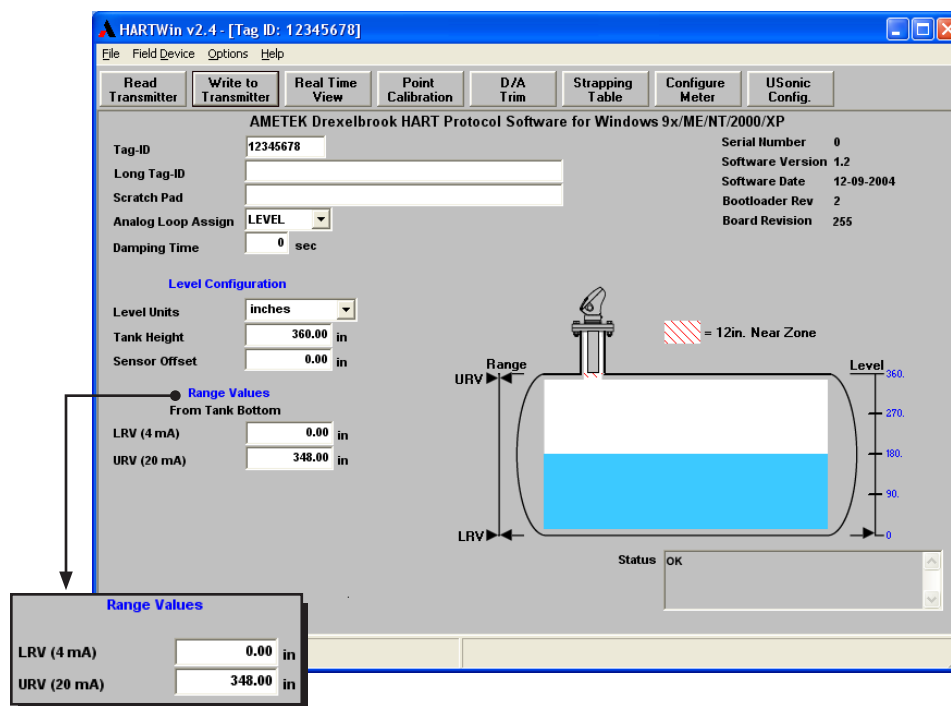 HARTWin v2.4 - [Tag ID: 12345678]
File Field Device Options Help
Read Transmitter
Write to Transmitter
Real Time View
Point Calibration
D/A Trim
Strapping Table
Configure Meter
USonic Config.
AMETEK Drexelbrook HART Protocol Software for Windows 9x/ME/NT/2000/XP
Tag-ID 12345678
Long Tag-ID
Scratch Pad
Analog Loop Assign LEVEL
Damping Time 0 sec
Serial Number 0
Software Version 1.2
Software Date 12-09-2004
Bootloader Rev 2
Board Revision 255
Level Configuration
Level Units inches
Tank Height 360.00 in
Sensor Offset 0.00 in
Range Values
From Tank Bottom
LRV (4 mA) 0.00 in
URV (20 mA) 348.00 in
= 12in. Near Zone
Range
URV
LRV
Level
360.
270.
180.
90.
0
Status OK
Range Values
LRV (4 mA) 0.00 in
URV (20 mA) 348.00 in